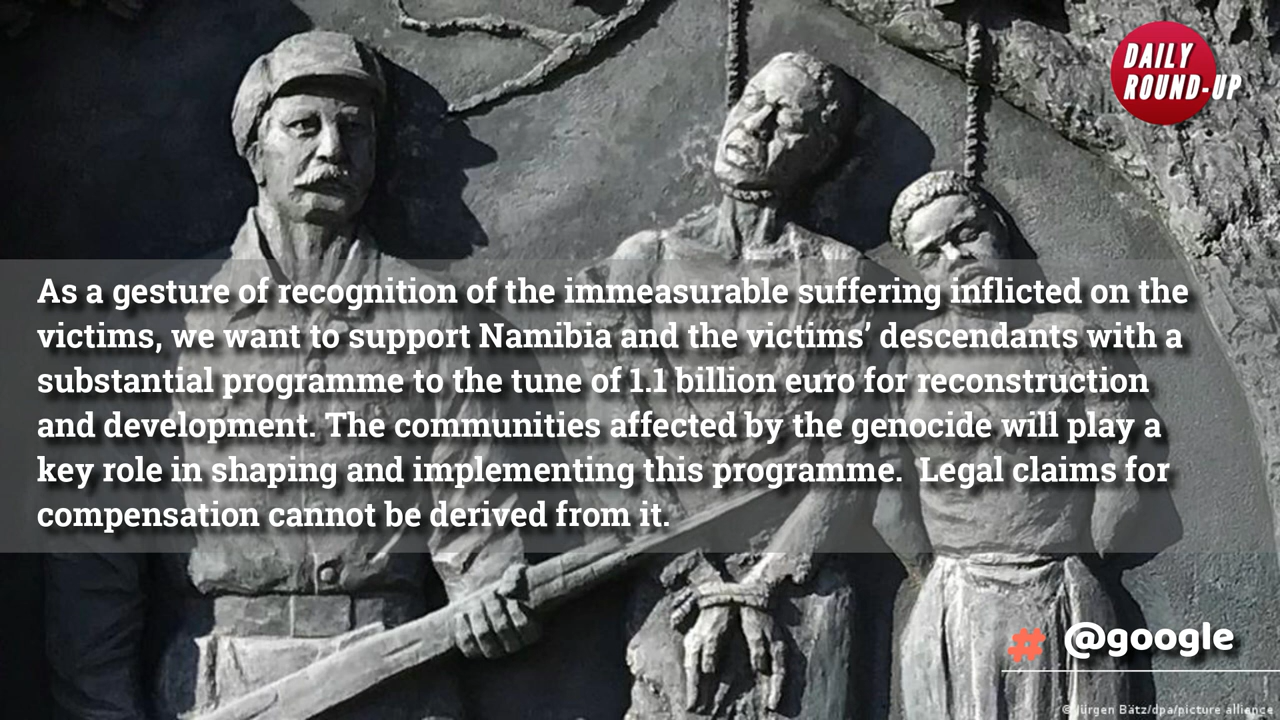 DAILY
ROUND-UP
As a gesture of recognition of the immeasurable suffering inflicted on the
victims, we want to support Namibia and the victims’ descendants with a
substantial programme to the tune of 1.1 billion euro for reconstruction
and development. The communities affected by the genocide will play a
key role in shaping and implementing this programme.  Legal claims for
compensation cannot be derived from it.
# @google
© Jürgen Bätz/dpa/picture alliance